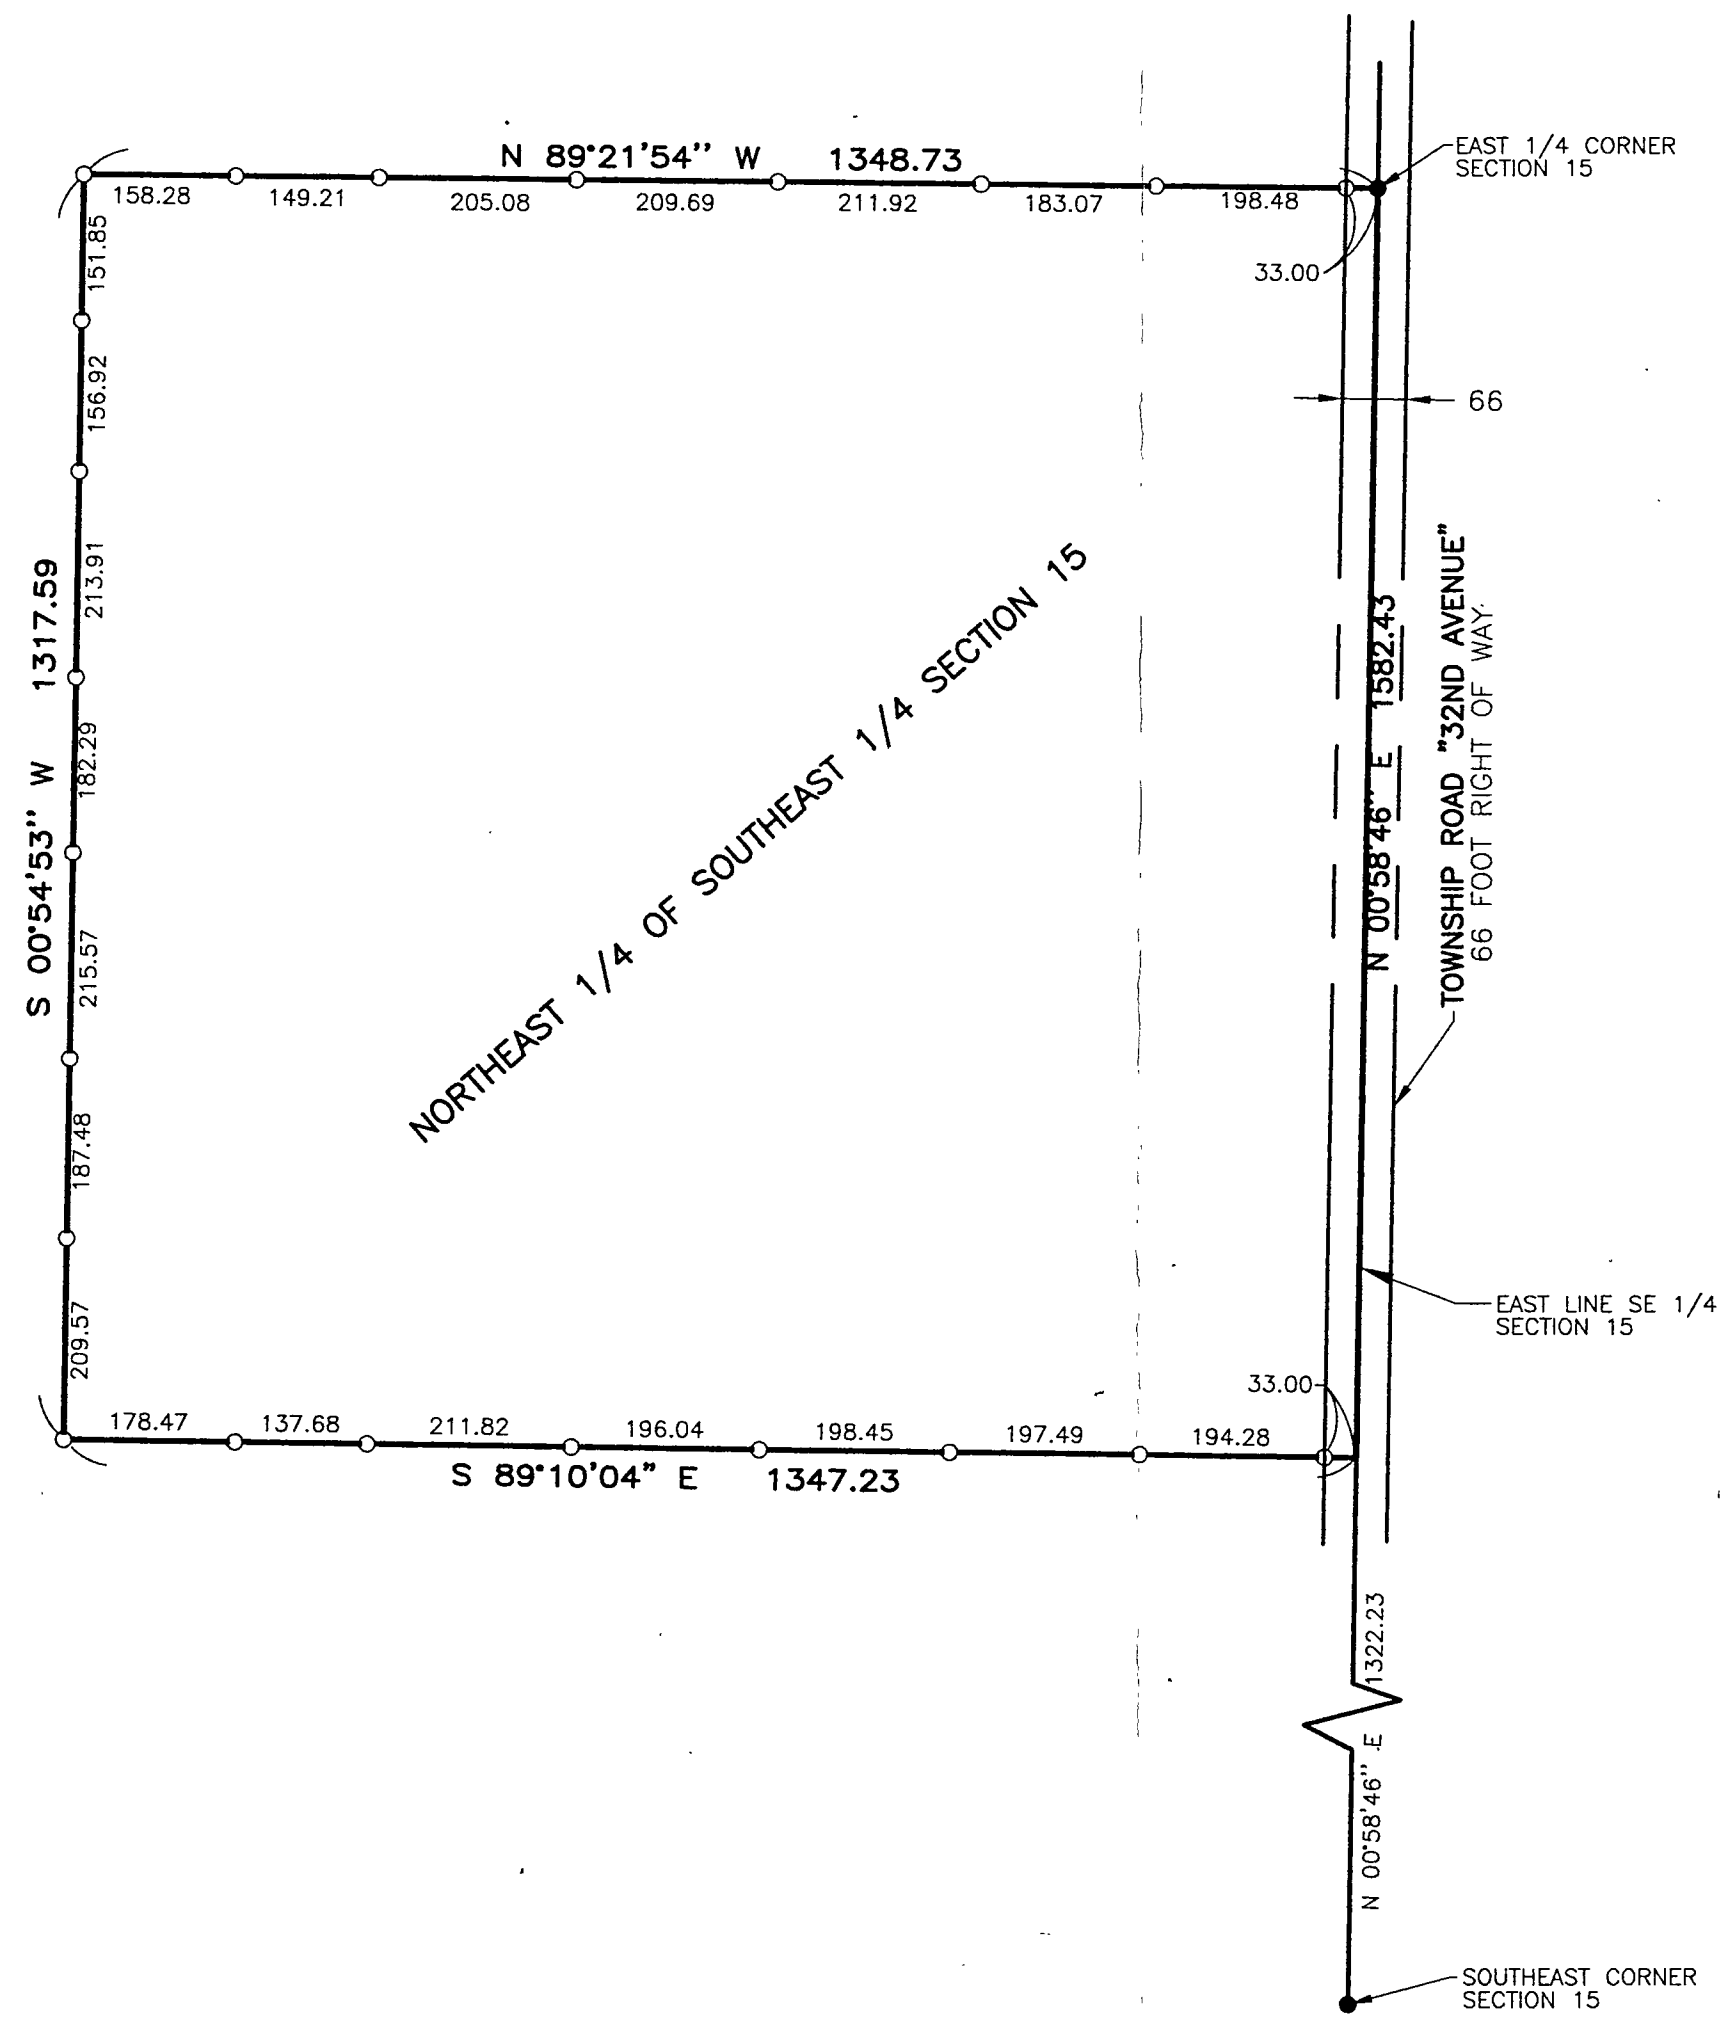 N 89°21'54" W 1348.73
EAST 1/4 CORNER
SECTION 15
158.28
149.21
205.08
209.69
211.92
183.07
198.48
33.00
66
151.85
156.92
213.91
182.29
215.57
187.48
209.57
S 00°54'53" W 1317.59
NORTHEAST 1/4 OF SOUTHEAST 1/4 SECTION 15
N 00°58'46" E 1582.43
TOWNSHIP ROAD "32ND AVENUE"
66 FOOT RIGHT OF WAY.
EAST LINE SE 1/4
SECTION 15
33.00
178.47
137.68
211.82
196.04
198.45
197.49
194.28
S 89°10'04" E 1347.23
N 00°58'46" E 1322.23
SOUTHEAST CORNER
SECTION 15